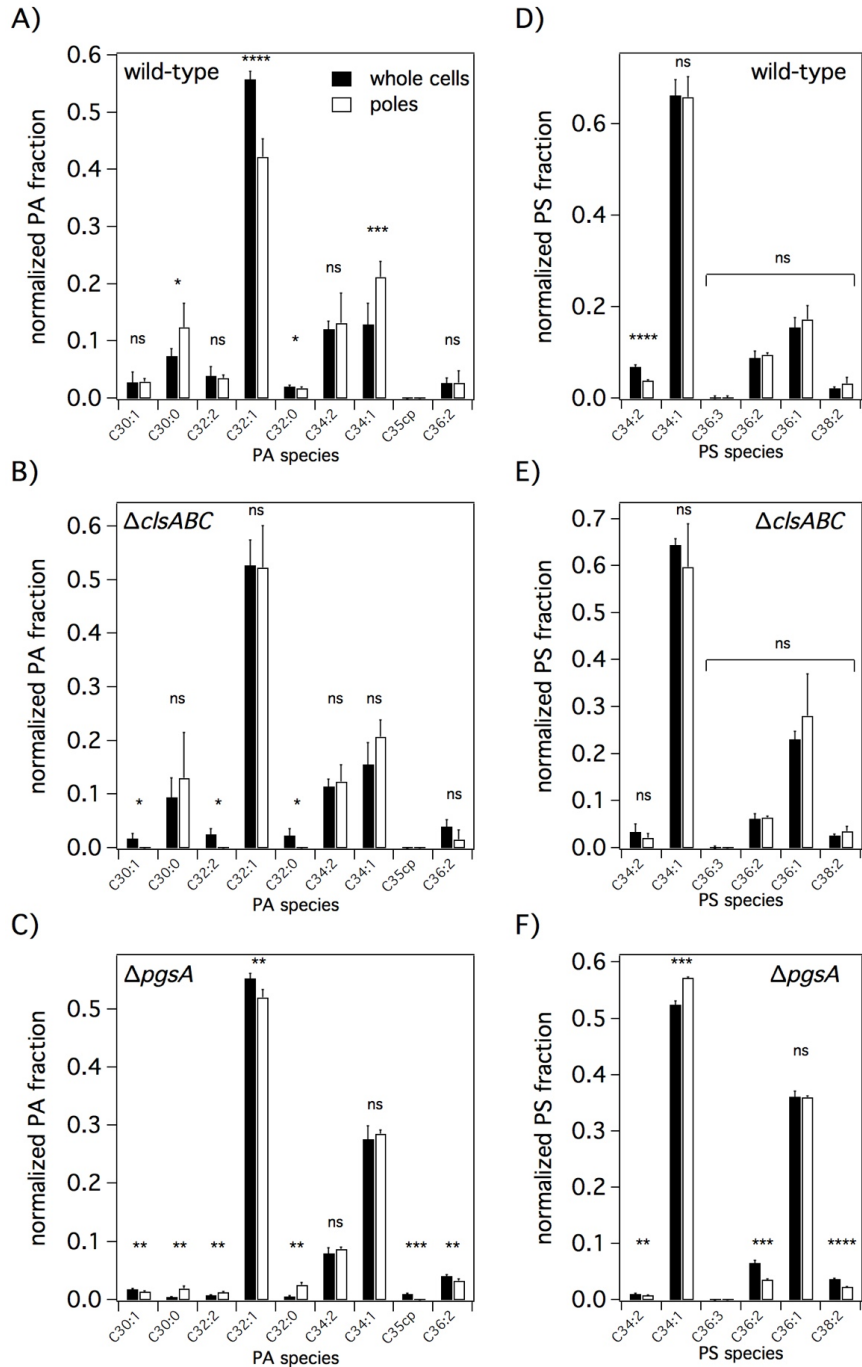 A)
wild-type
whole cells
poles
normalized PA fraction
0.6
0.5
0.4
0.3
0.2
0.1
0.0
ns
*
ns
****
*
ns
***
ns
C30:1
C30:0
C32:2
C32:1
C32:0
C34:2
C34:1
C35cp
C36:2
PA species
D)
wild-type
normalized PS fraction
0.6
0.4
0.2
0.0
****
ns
ns
C34:2
C34:1
C36:3
C36:2
C36:1
C38:2
PS species
B)
ΔclsABC
normalized PA fraction
0.6
0.5
0.4
0.3
0.2
0.1
0.0
*
ns
*
ns
*
ns
ns
ns
C30:1
C30:0
C32:2
C32:1
C32:0
C34:2
C34:1
C35cp
C36:2
PA species
E)
ΔclsABC
normalized PS fraction
0.7
0.6
0.5
0.4
0.3
0.2
0.1
0.0
ns
ns
ns
C34:2
C34:1
C36:3
C36:2
C36:1
C38:2
PS species
C)
ΔpgsA
normalized PA fraction
0.5
0.4
0.3
0.2
0.1
0.0
**
**
**
**
**
ns
ns
***
**
C30:1
C30:0
C32:2
C32:1
C32:0
C34:2
C34:1
C35cp
C36:2
PA species
F)
ΔpgsA
normalized PS fraction
0.6
0.5
0.4
0.3
0.2
0.1
0.0
**
***
***
ns
****
C34:2
C34:1
C36:3
C36:2
C36:1
C38:2
PS species